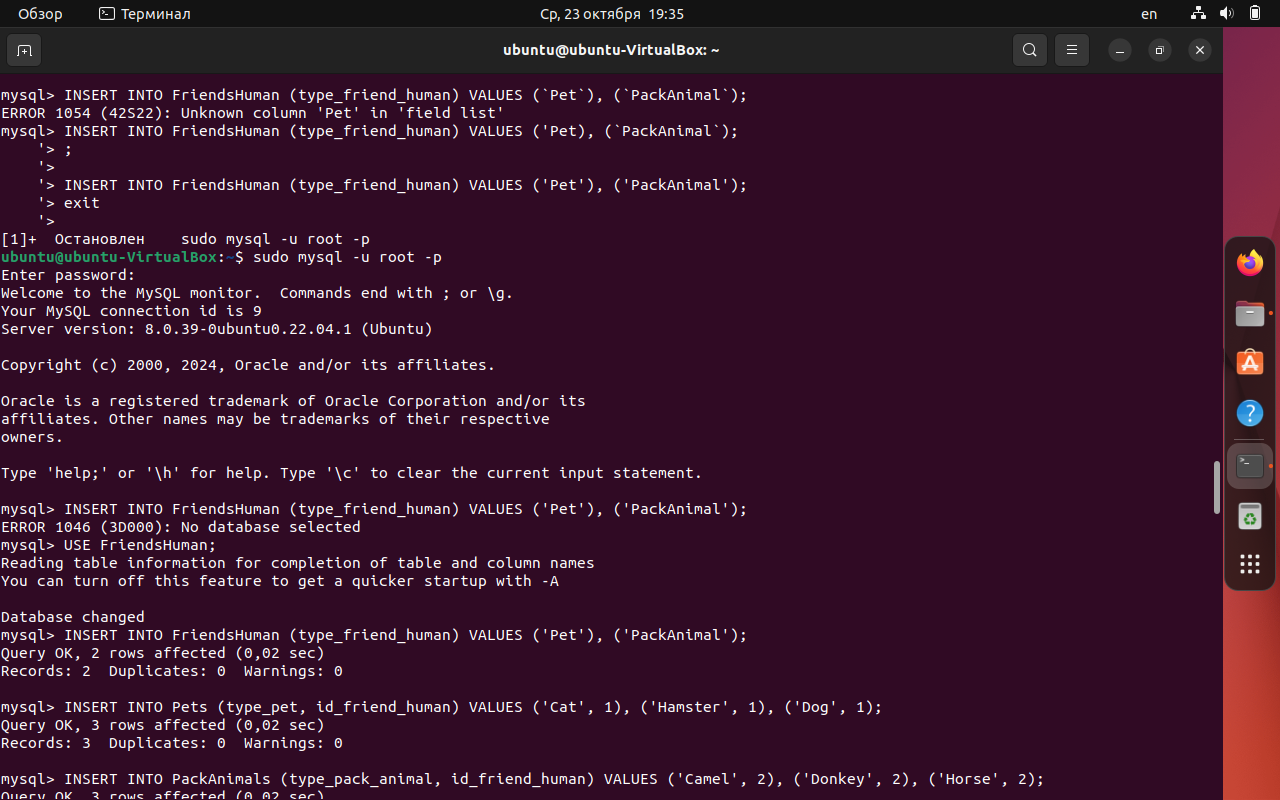 Обзор Терминал Ср, 23 октября 19:35 en
ubuntu@ubuntu-VirtualBox: ~
mysql> INSERT INTO FriendsHuman (type_friend_human) VALUES (`Pet`), (`PackAnimal`);
ERROR 1054 (42S22): Unknown column 'Pet' in 'field list'
mysql> INSERT INTO FriendsHuman (type_friend_human) VALUES ('Pet), (`PackAnimal`);
'> ;
'>
'> INSERT INTO FriendsHuman (type_friend_human) VALUES ('Pet'), ('PackAnimal');
'> exit
'>
[1]+  Остановлен    sudo mysql -u root -p
ubuntu@ubuntu-VirtualBox:~$ sudo mysql -u root -p
Enter password:
Welcome to the MySQL monitor.  Commands end with ; or \g.
Your MySQL connection id is 9
Server version: 8.0.39-0ubuntu0.22.04.1 (Ubuntu)
Copyright (c) 2000, 2024, Oracle and/or its affiliates.
Oracle is a registered trademark of Oracle Corporation and/or its
affiliates. Other names may be trademarks of their respective
owners.
Type 'help;' or '\h' for help. Type '\c' to clear the current input statement.
mysql> INSERT INTO FriendsHuman (type_friend_human) VALUES ('Pet'), ('PackAnimal');
ERROR 1046 (3D000): No database selected
mysql> USE FriendsHuman;
Reading table information for completion of table and column names
You can turn off this feature to get a quicker startup with -A
Database changed
mysql> INSERT INTO FriendsHuman (type_friend_human) VALUES ('Pet'), ('PackAnimal');
Query OK, 2 rows affected (0,02 sec)
Records: 2  Duplicates: 0  Warnings: 0
mysql> INSERT INTO Pets (type_pet, id_friend_human) VALUES ('Cat', 1), ('Hamster', 1), ('Dog', 1);
Query OK, 3 rows affected (0,02 sec)
Records: 3  Duplicates: 0  Warnings: 0
mysql> INSERT INTO PackAnimals (type_pack_animal, id_friend_human) VALUES ('Camel', 2), ('Donkey', 2), ('Horse', 2);
Query OK, 3 rows affected (0,02 sec)